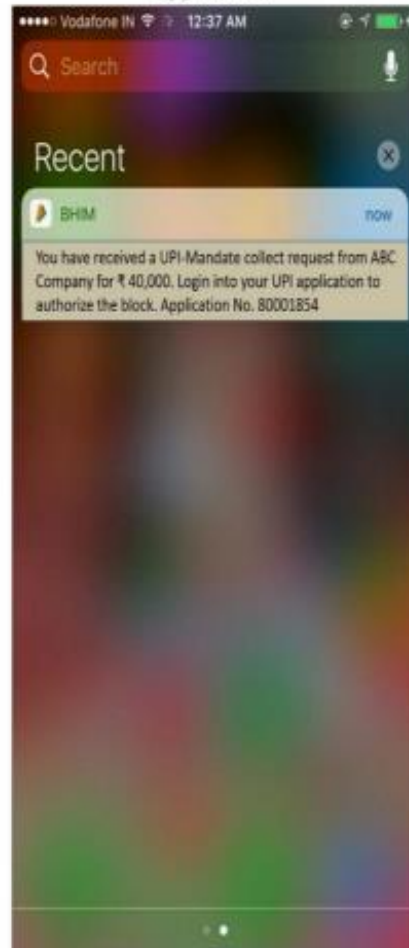 Vodafone IN 12:37 AM
Search
Recent
BHIM now
You have received a UPI-Mandate collect request from ABC
Company for ₹ 40,000. Login into your UPI application to
authorize the block. Application No. 80001854